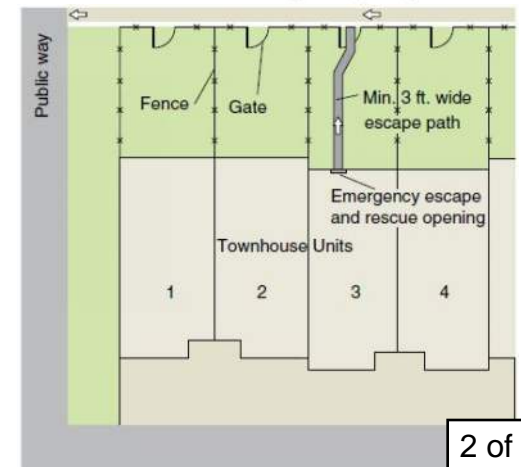 Public way
Fence
Gate
Min. 3 ft. wide
escape path
Emergency escape
and rescue opening
Townhouse Units
1
2
3
4
2 of